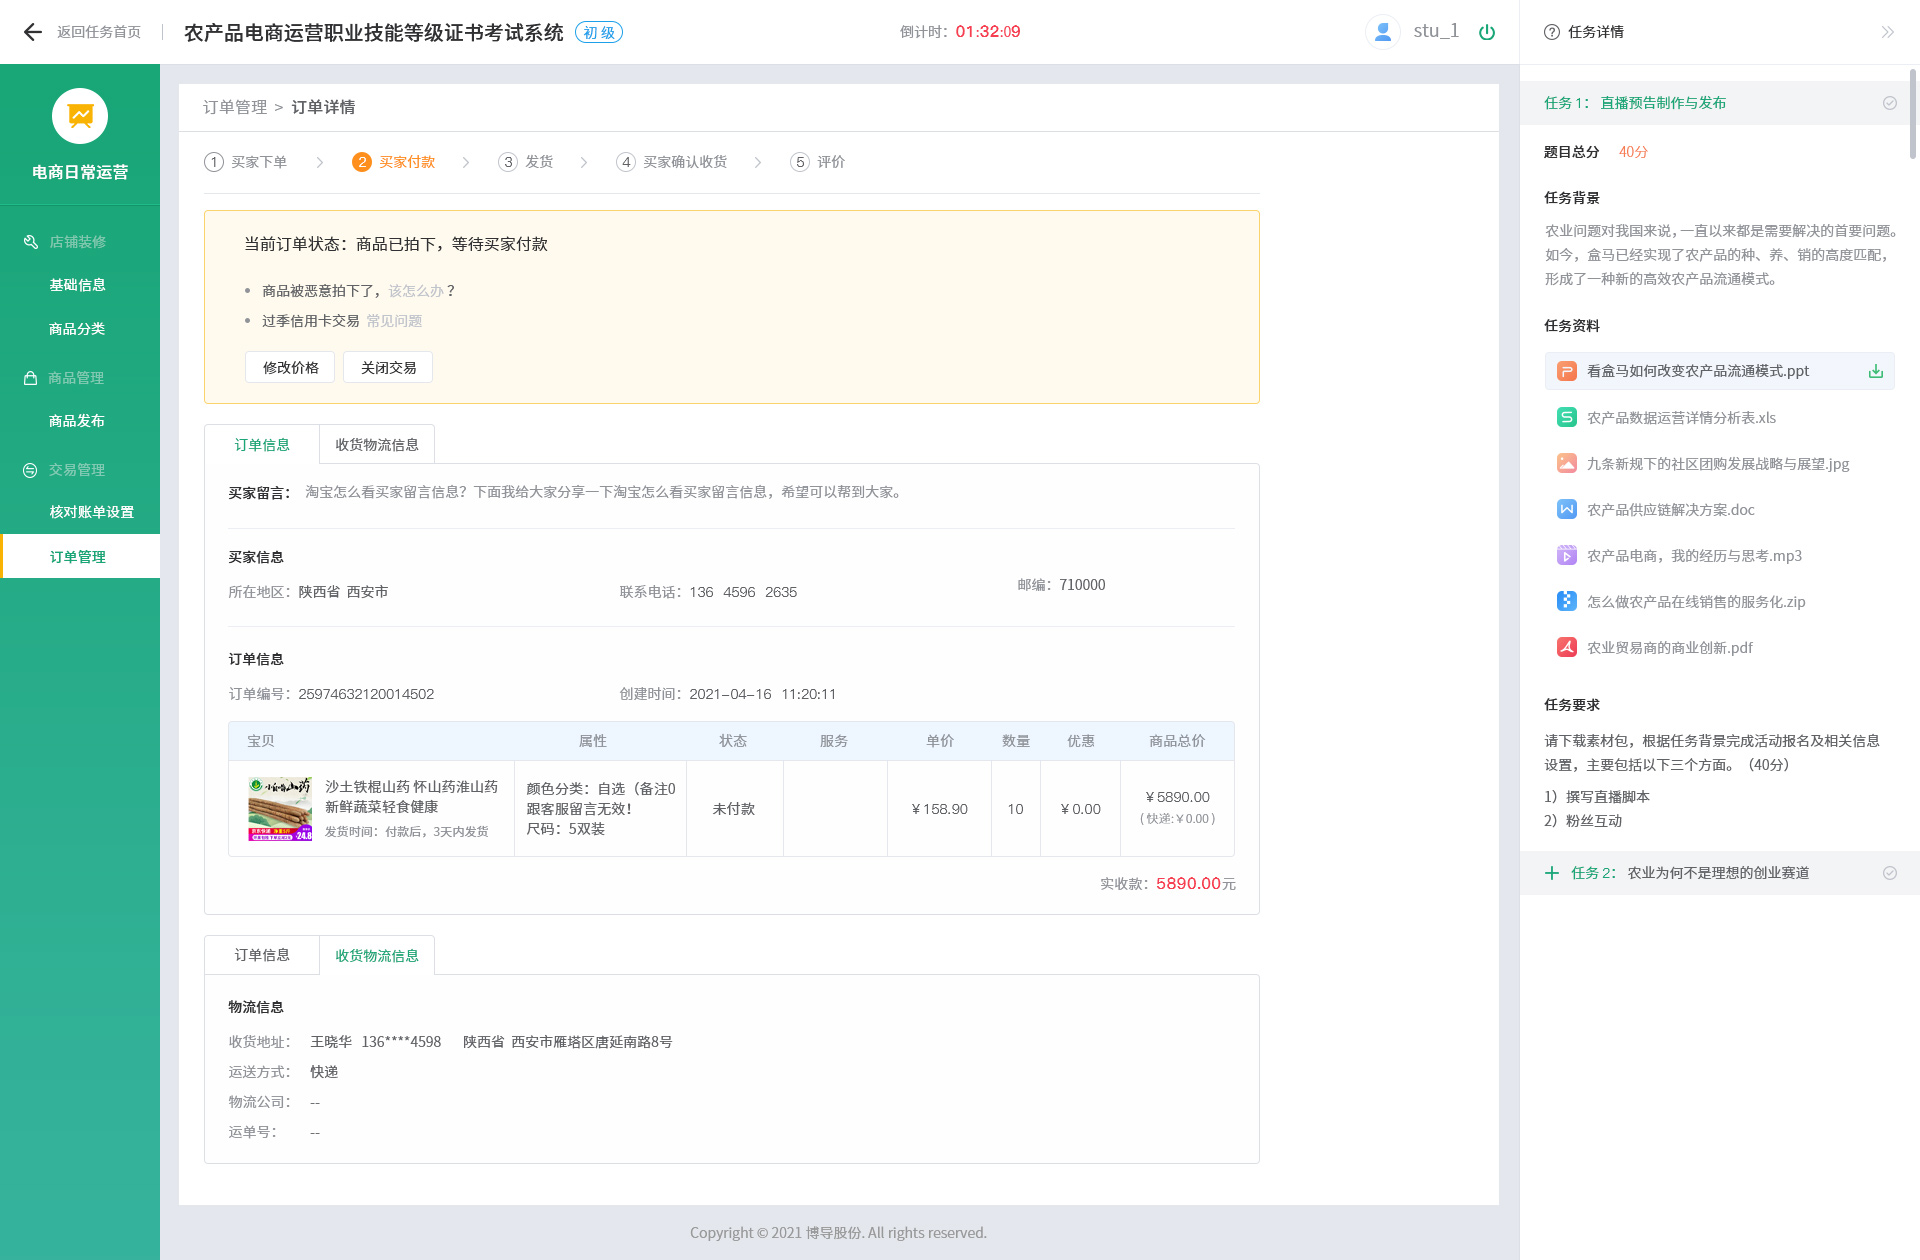 返回任务首页
农产品电商运营职业技能等级证书考试系统 初级
倒计时：01:32:09
stu_1
任务详情
电商日常运营
店铺装修
基础信息
商品分类
商品管理
商品发布
交易管理
核对账单设置
订单管理
订单管理 > 订单详情
1 买家下单
2 买家付款
3 发货
4 买家确认收货
5 评价
当前订单状态：商品已拍下，等待买家付款
商品被恶意拍下了，该怎么办？
过季信用卡交易 常见问题
修改价格
关闭交易
订单信息
收货物流信息
买家留言： 淘宝怎么看买家留言信息？下面我给大家分享一下淘宝怎么看买家留言信息，希望可以帮到大家。
买家信息
所在地区：陕西省 西安市
联系电话：136 4596 2635
邮编：710000
订单信息
订单编号：25974632120014502
创建时间：2021-04-16 11:20:11
宝贝 属性 状态 服务 单价 数量 优惠 商品总价
沙土铁棍山药 怀山药淮山药
新鲜蔬菜轻食健康
发货时间：付款后，3天内发货
颜色分类：自选（备注0
跟客服留言无效！
尺码：5双装
未付款
¥158.90
10
¥0.00
¥5890.00
(快递:¥0.00)
24.8
实收款：5890.00元
订单信息
收货物流信息
物流信息
收货地址： 王晓华 136****4598 陕西省 西安市雁塔区唐延南路8号
运送方式： 快递
物流公司： --
运单号： --
Copyright © 2021 博导股份. All rights reserved.
任务 1： 直播预告制作与发布
题目总分 40分
任务背景
农业问题对我国来说，一直以来都是需要解决的首要问题。
如今，盒马已经实现了农产品的种、养、销的高度匹配，
形成了一种新的高效农产品流通模式。
任务资料
看盒马如何改变农产品流通模式.ppt
农产品数据运营详情分析表.xls
九条新规下的社区团购发展战略与展望.jpg
农产品供应链解决方案.doc
农产品电商，我的经历与思考.mp3
怎么做农产品在线销售的服务化.zip
农业贸易商的商业创新.pdf
任务要求
请下载素材包，根据任务背景完成活动报名及相关信息
设置，主要包括以下三个方面。（40分）
1）撰写直播脚本
2）粉丝互动
任务 2： 农业为何不是理想的创业赛道